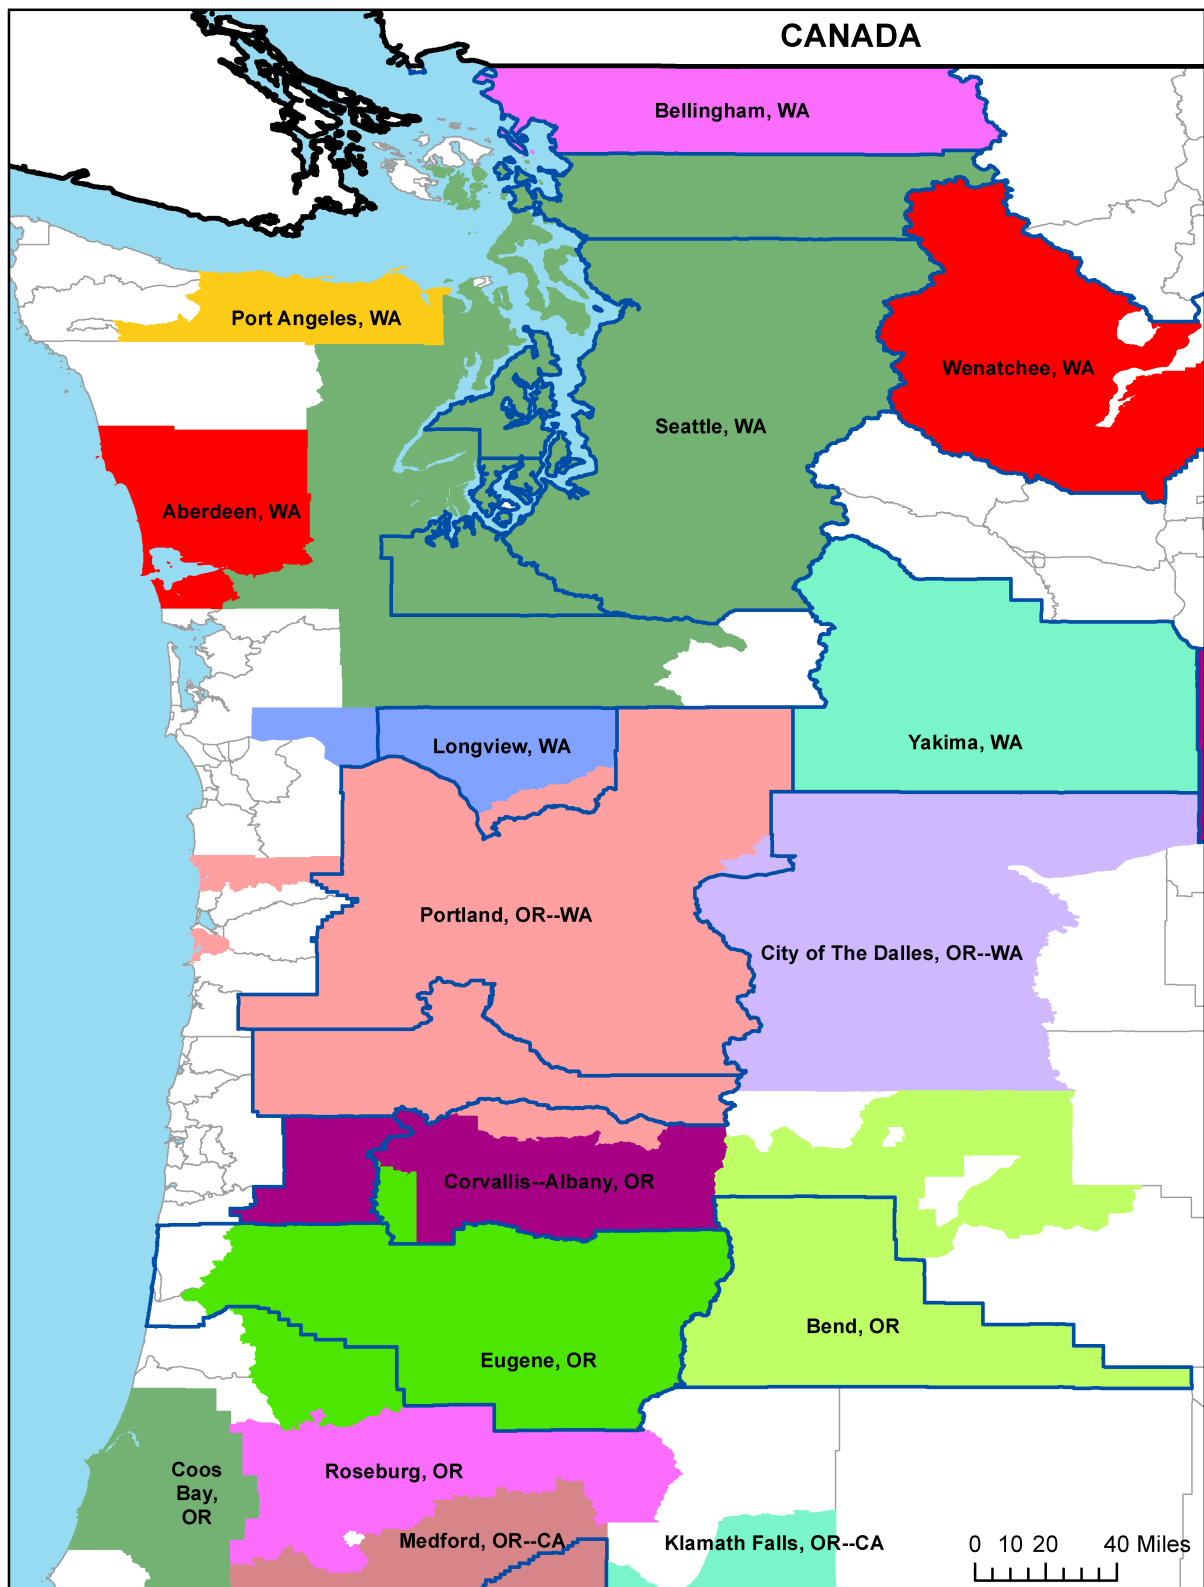 CANADA
Bellingham, WA
Port Angeles, WA
Wenatchee, WA
Seattle, WA
Aberdeen, WA
Yakima, WA
Longview, WA
Portland, OR--WA
City of The Dalles, OR--WA
Corvallis--Albany, OR
Bend, OR
Eugene, OR
Coos
Bay,
OR
Roseburg, OR
Medford, OR--CA
Klamath Falls, OR--CA
0 10 20 40 Miles